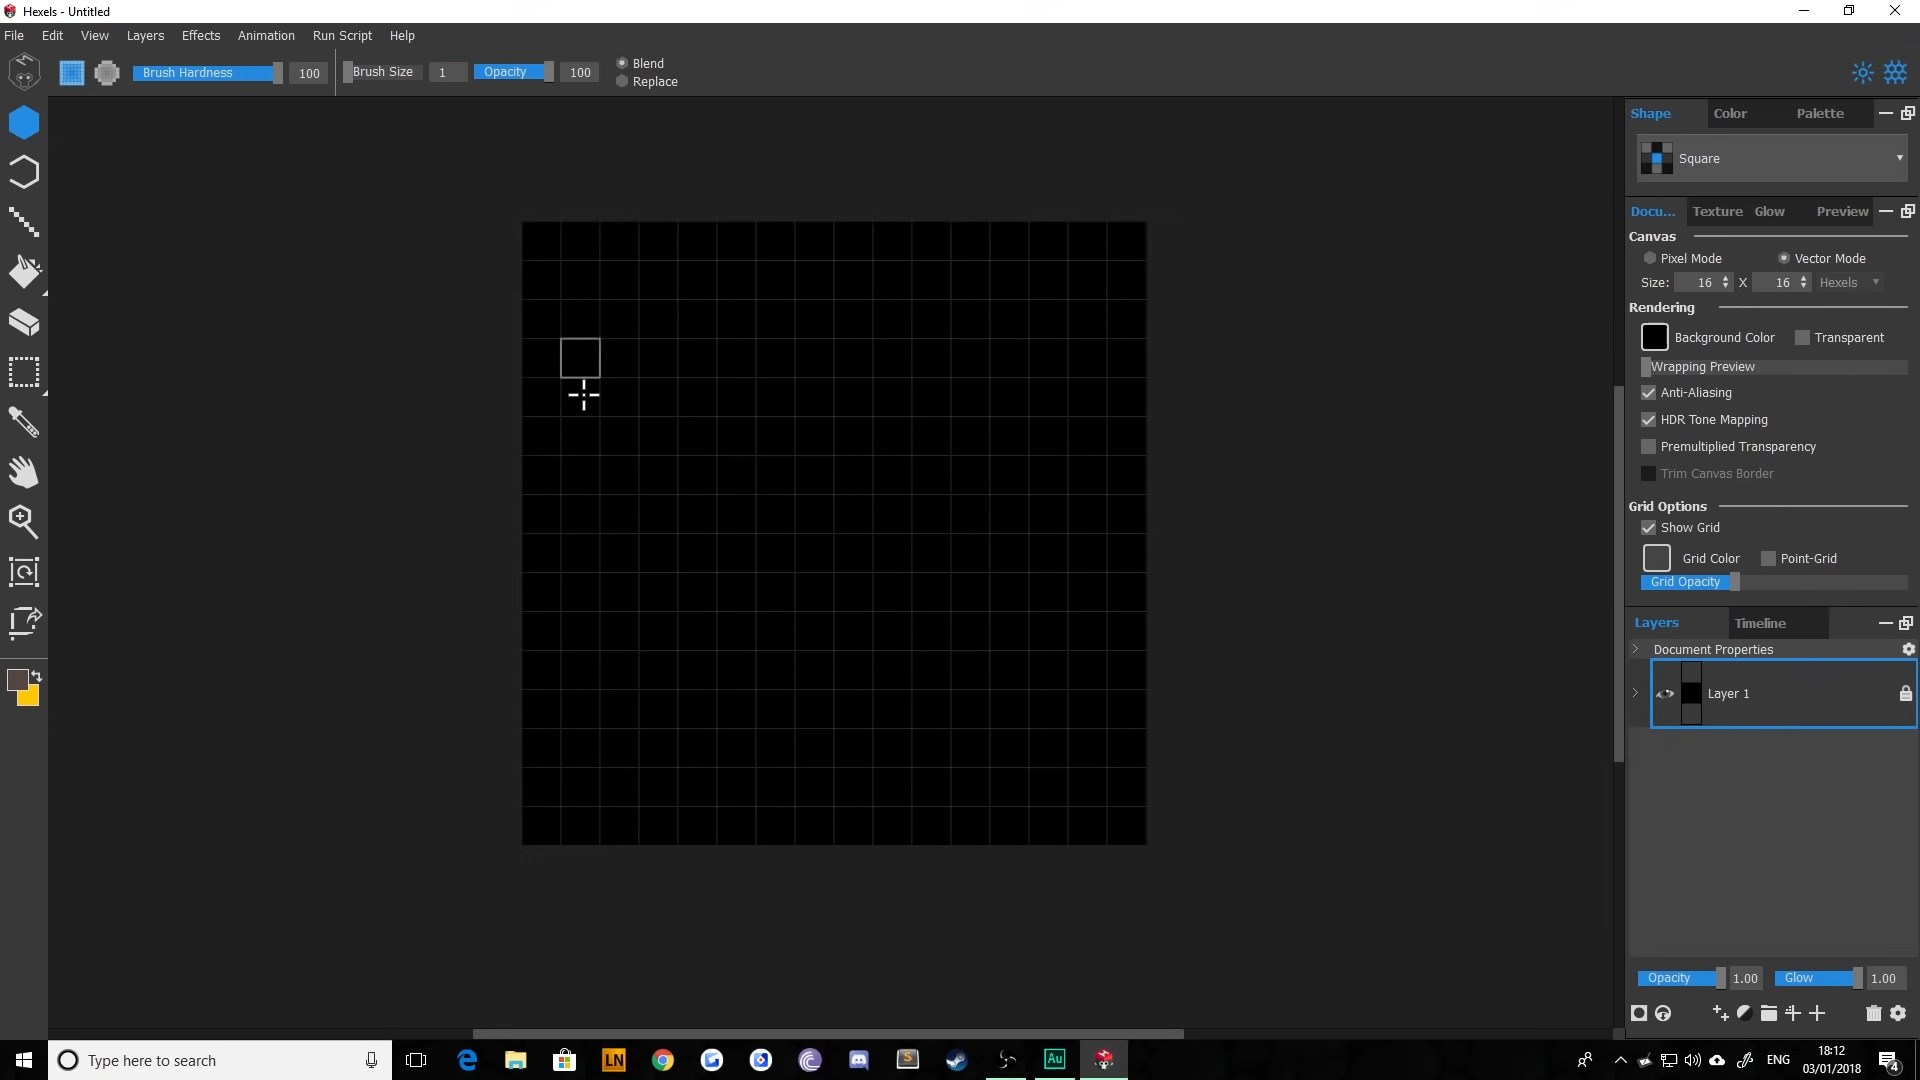 Hexels - Untitled
File Edit View Layers Effects Animation Run Script Help
Brush Hardness 100 Brush Size 1 Opacity 100 Blend
Replace
Shape Color Palette
Square
Docu... Texture Glow Preview
Canvas
Pixel Mode Vector Mode
Size: 16 X 16 Hexels
Rendering
Background Color Transparent
Wrapping Preview
Anti-Aliasing
HDR Tone Mapping
Premultiplied Transparency
Trim Canvas Border
Grid Options
Show Grid
Grid Color Point-Grid
Grid Opacity
Layers Timeline
Document Properties
Layer 1
Opacity 1.00 Glow 1.00
Type here to search LN S Au ENG 18:12
03/01/2018 4